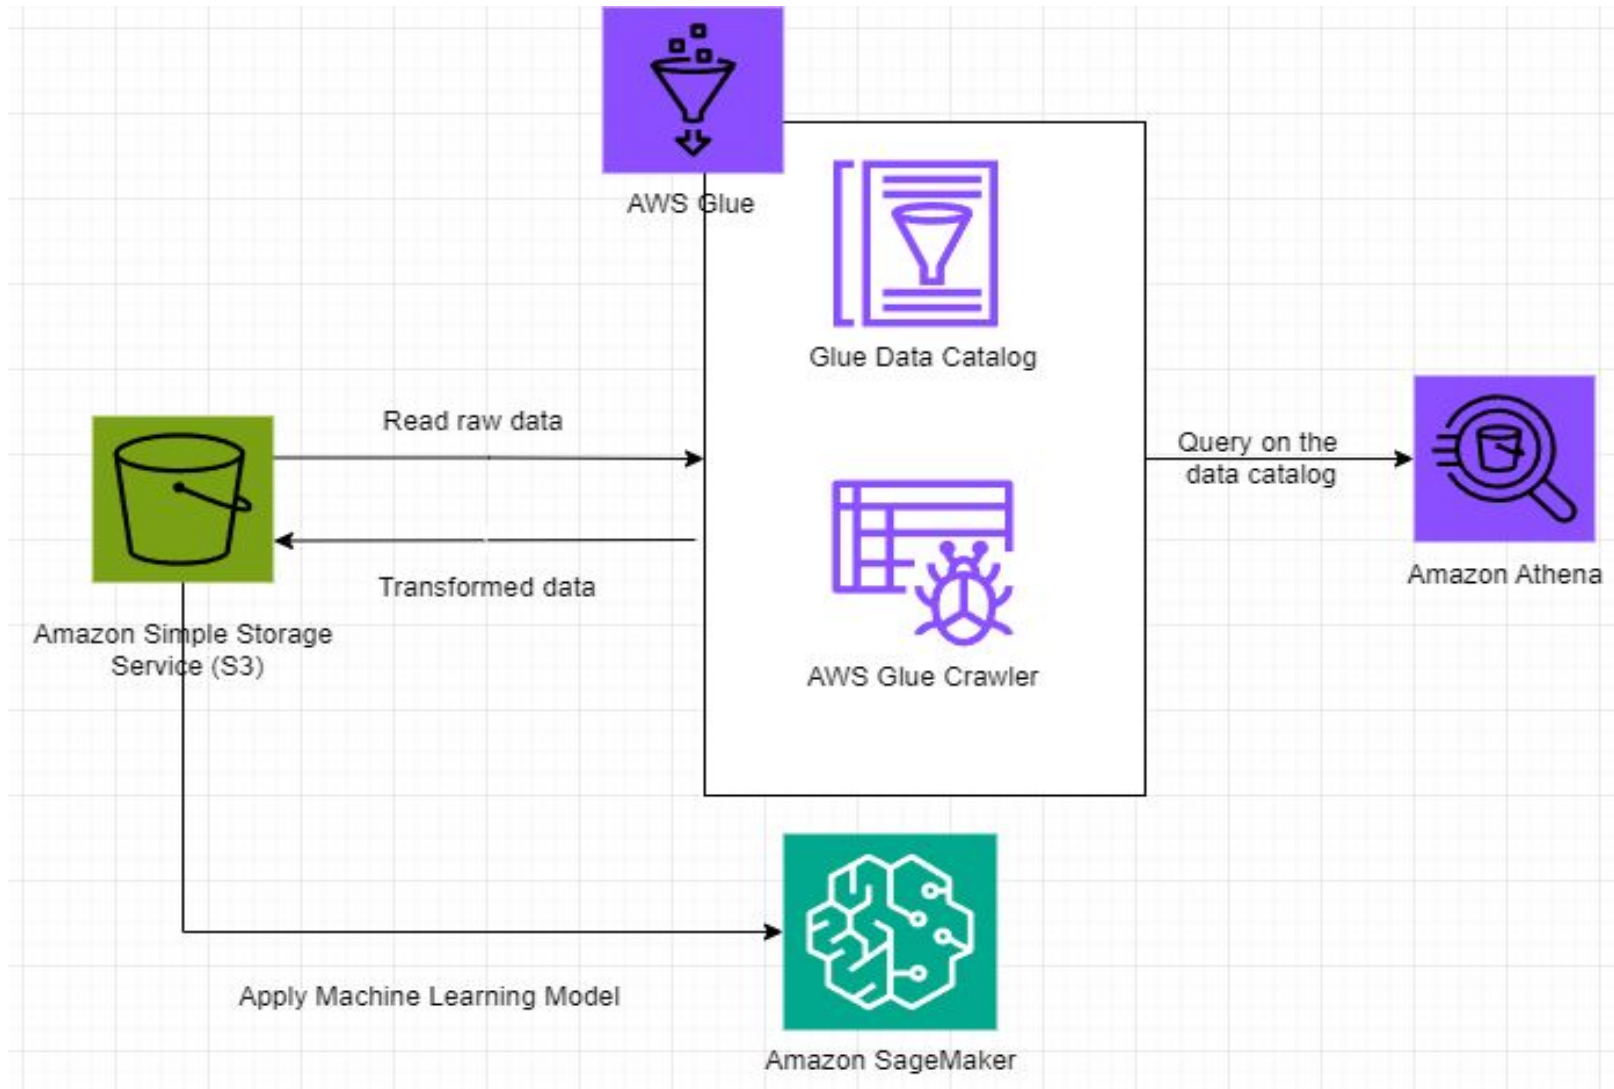 AWS Glue
Glue Data Catalog
Read raw data
Query on the
data catalog
Transformed data
Amazon Athena
Amazon Simple Storage
Service (S3)
AWS Glue Crawler
Apply Machine Learning Model
Amazon SageMaker